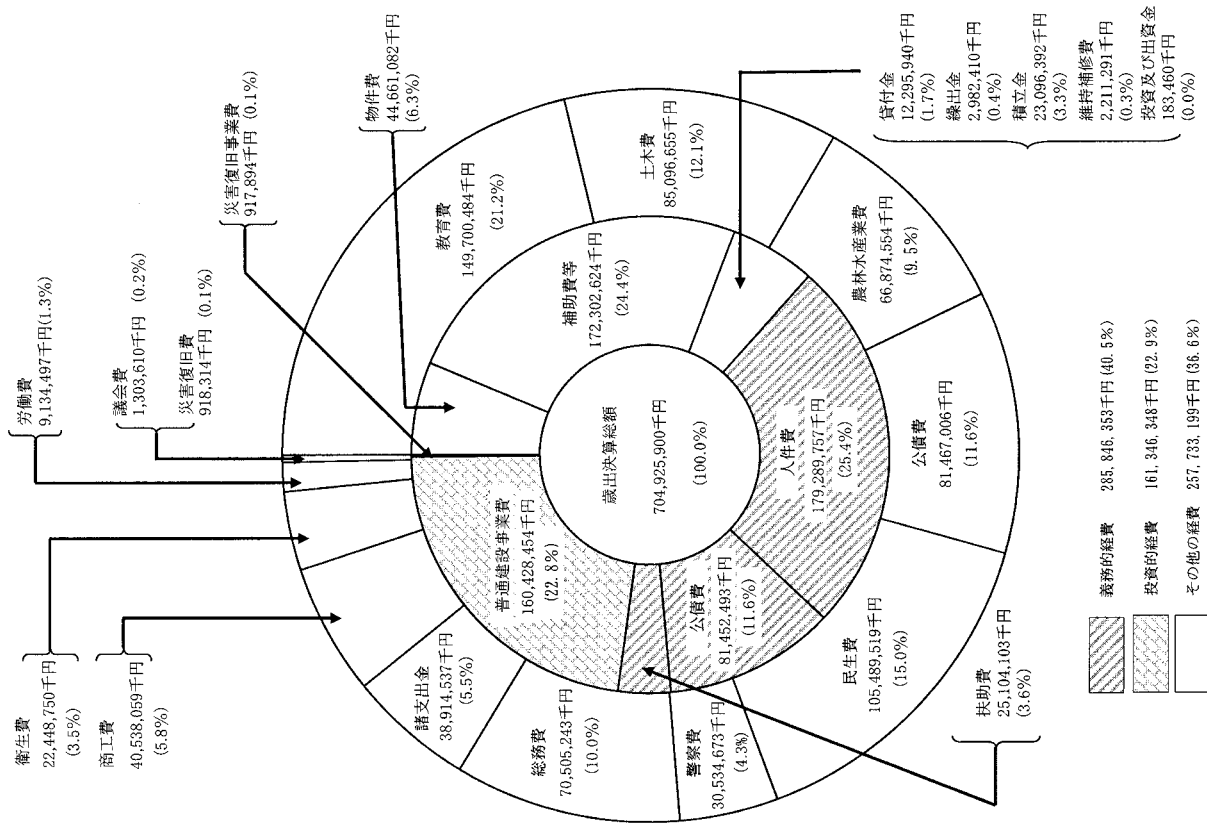 労働費
9,134,497千円(1.3%)
議会費
1,303,610千円 (0.2%)
災害復旧費
918,314千円 (0.1%)
災害復旧事業費
917,894千円 (0.1%)
物件費
44,661,082千円
(6.3%)
衛生費
22,448,750千円
(3.5%)
商工費
40,538,059千円
(5.8%)
諸支出金
38,914,537千円
(5.5%)
総務費
70,505,243千円
(10.0%)
警察費
30,534,673千円
(4.3%)
民生費
105,489,519千円
(15.0%)
公債費
81,467,006千円
(11.6%)
農林水産業費
66,874,554千円
(9.5%)
土木費
85,096,655千円
(12.1%)
教育費
149,700,484千円
(21.2%)
補助費等
172,302,624千円
(24.4%)
普通建設事業費
160,428,454千円
(22.8%)
歳出決算総額
704,925,900千円
(100.0%)
人件費
179,289,757千円
(25.4%)
公債費
81,452,493千円
(11.6%)
扶助費
25,104,103千円
(3.6%)
貸付金
12,295,940千円
(1.7%)
繰出金
2,982,410千円
(0.4%)
積立金
23,096,392千円
(3.3%)
維持補修費
2,211,291千円
(0.3%)
投資及び出資金
183,460千円
(0.0%)
義務的経費 285,846,353千円(40.5%)
投資的経費 161,346,348千円(22.9%)
その他の経費 257,733,199千円(36.6%)